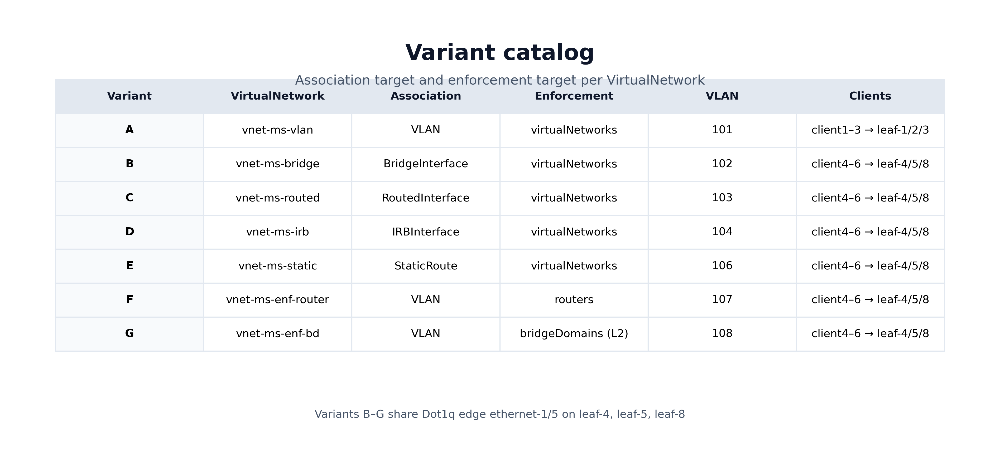 Variant catalog
Association target and enforcement target per VirtualNetwork
Variant VirtualNetwork Association Enforcement VLAN Clients
A vnet-ms-vlan VLAN virtualNetworks 101 client1–3 → leaf-1/2/3
B vnet-ms-bridge BridgeInterface virtualNetworks 102 client4–6 → leaf-4/5/8
C vnet-ms-routed RoutedInterface virtualNetworks 103 client4–6 → leaf-4/5/8
D vnet-ms-irb IRBInterface virtualNetworks 104 client4–6 → leaf-4/5/8
E vnet-ms-static StaticRoute virtualNetworks 106 client4–6 → leaf-4/5/8
F vnet-ms-enf-router VLAN routers 107 client4–6 → leaf-4/5/8
G vnet-ms-enf-bd VLAN bridgeDomains (L2) 108 client4–6 → leaf-4/5/8
Variants B–G share Dot1q edge ethernet-1/5 on leaf-4, leaf-5, leaf-8